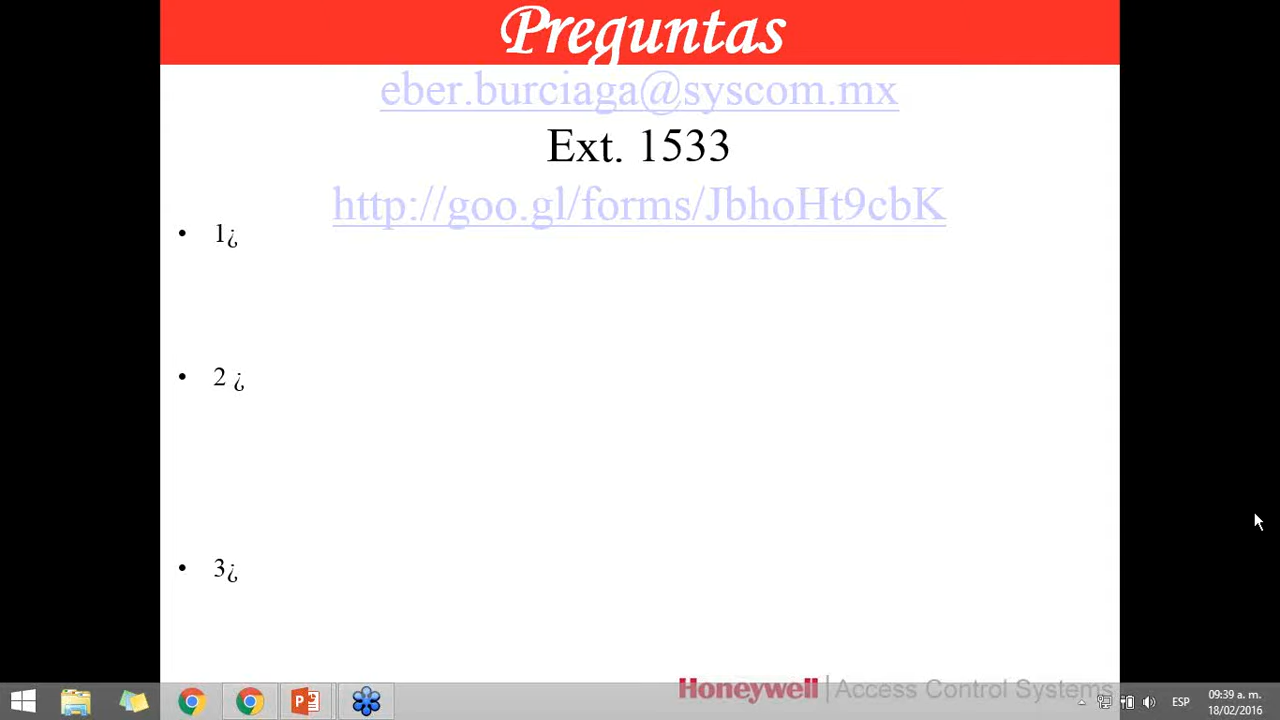 Preguntas
eber.burciaga@syscom.mx
Ext. 1533
http://goo.gl/forms/JbhoHt9cbK
• 1¿
• 2 ¿
• 3¿
Honeywell | Access Control Systems
ESP
09:39 a. m.
18/02/2016